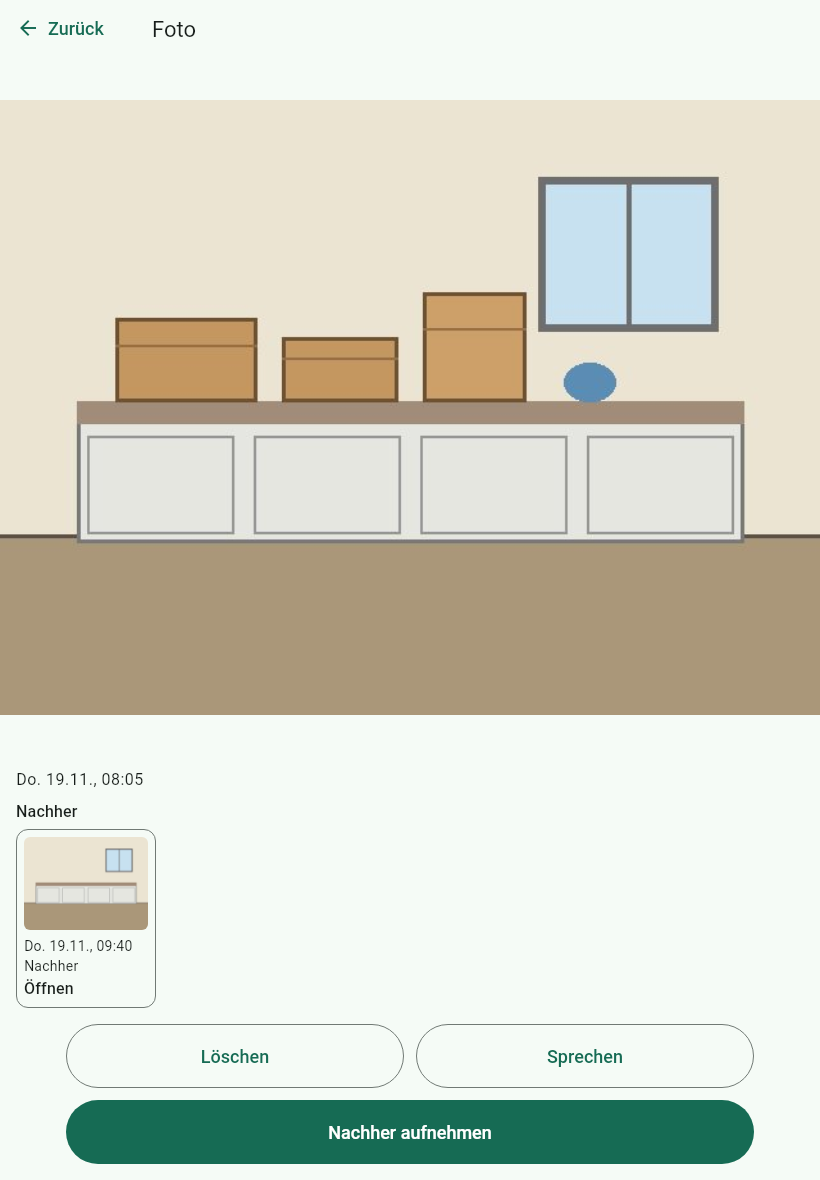 Zurück
Foto
Do. 19.11., 08:05
Nachher
Do. 19.11., 09:40
Nachher
Öffnen
Löschen
Sprechen
Nachher aufnehmen